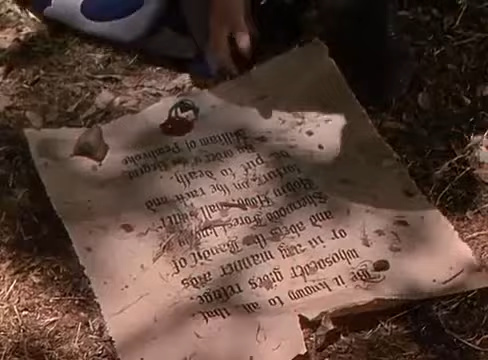 Be it known to all that
whosoever gives refuge
or in any manner aids
and abets the Bandit of
Sherwood Forest,
Robin Hood, shall suffer
torture on the rack and
be put to death.
By order of the Regent
William of Pembroke